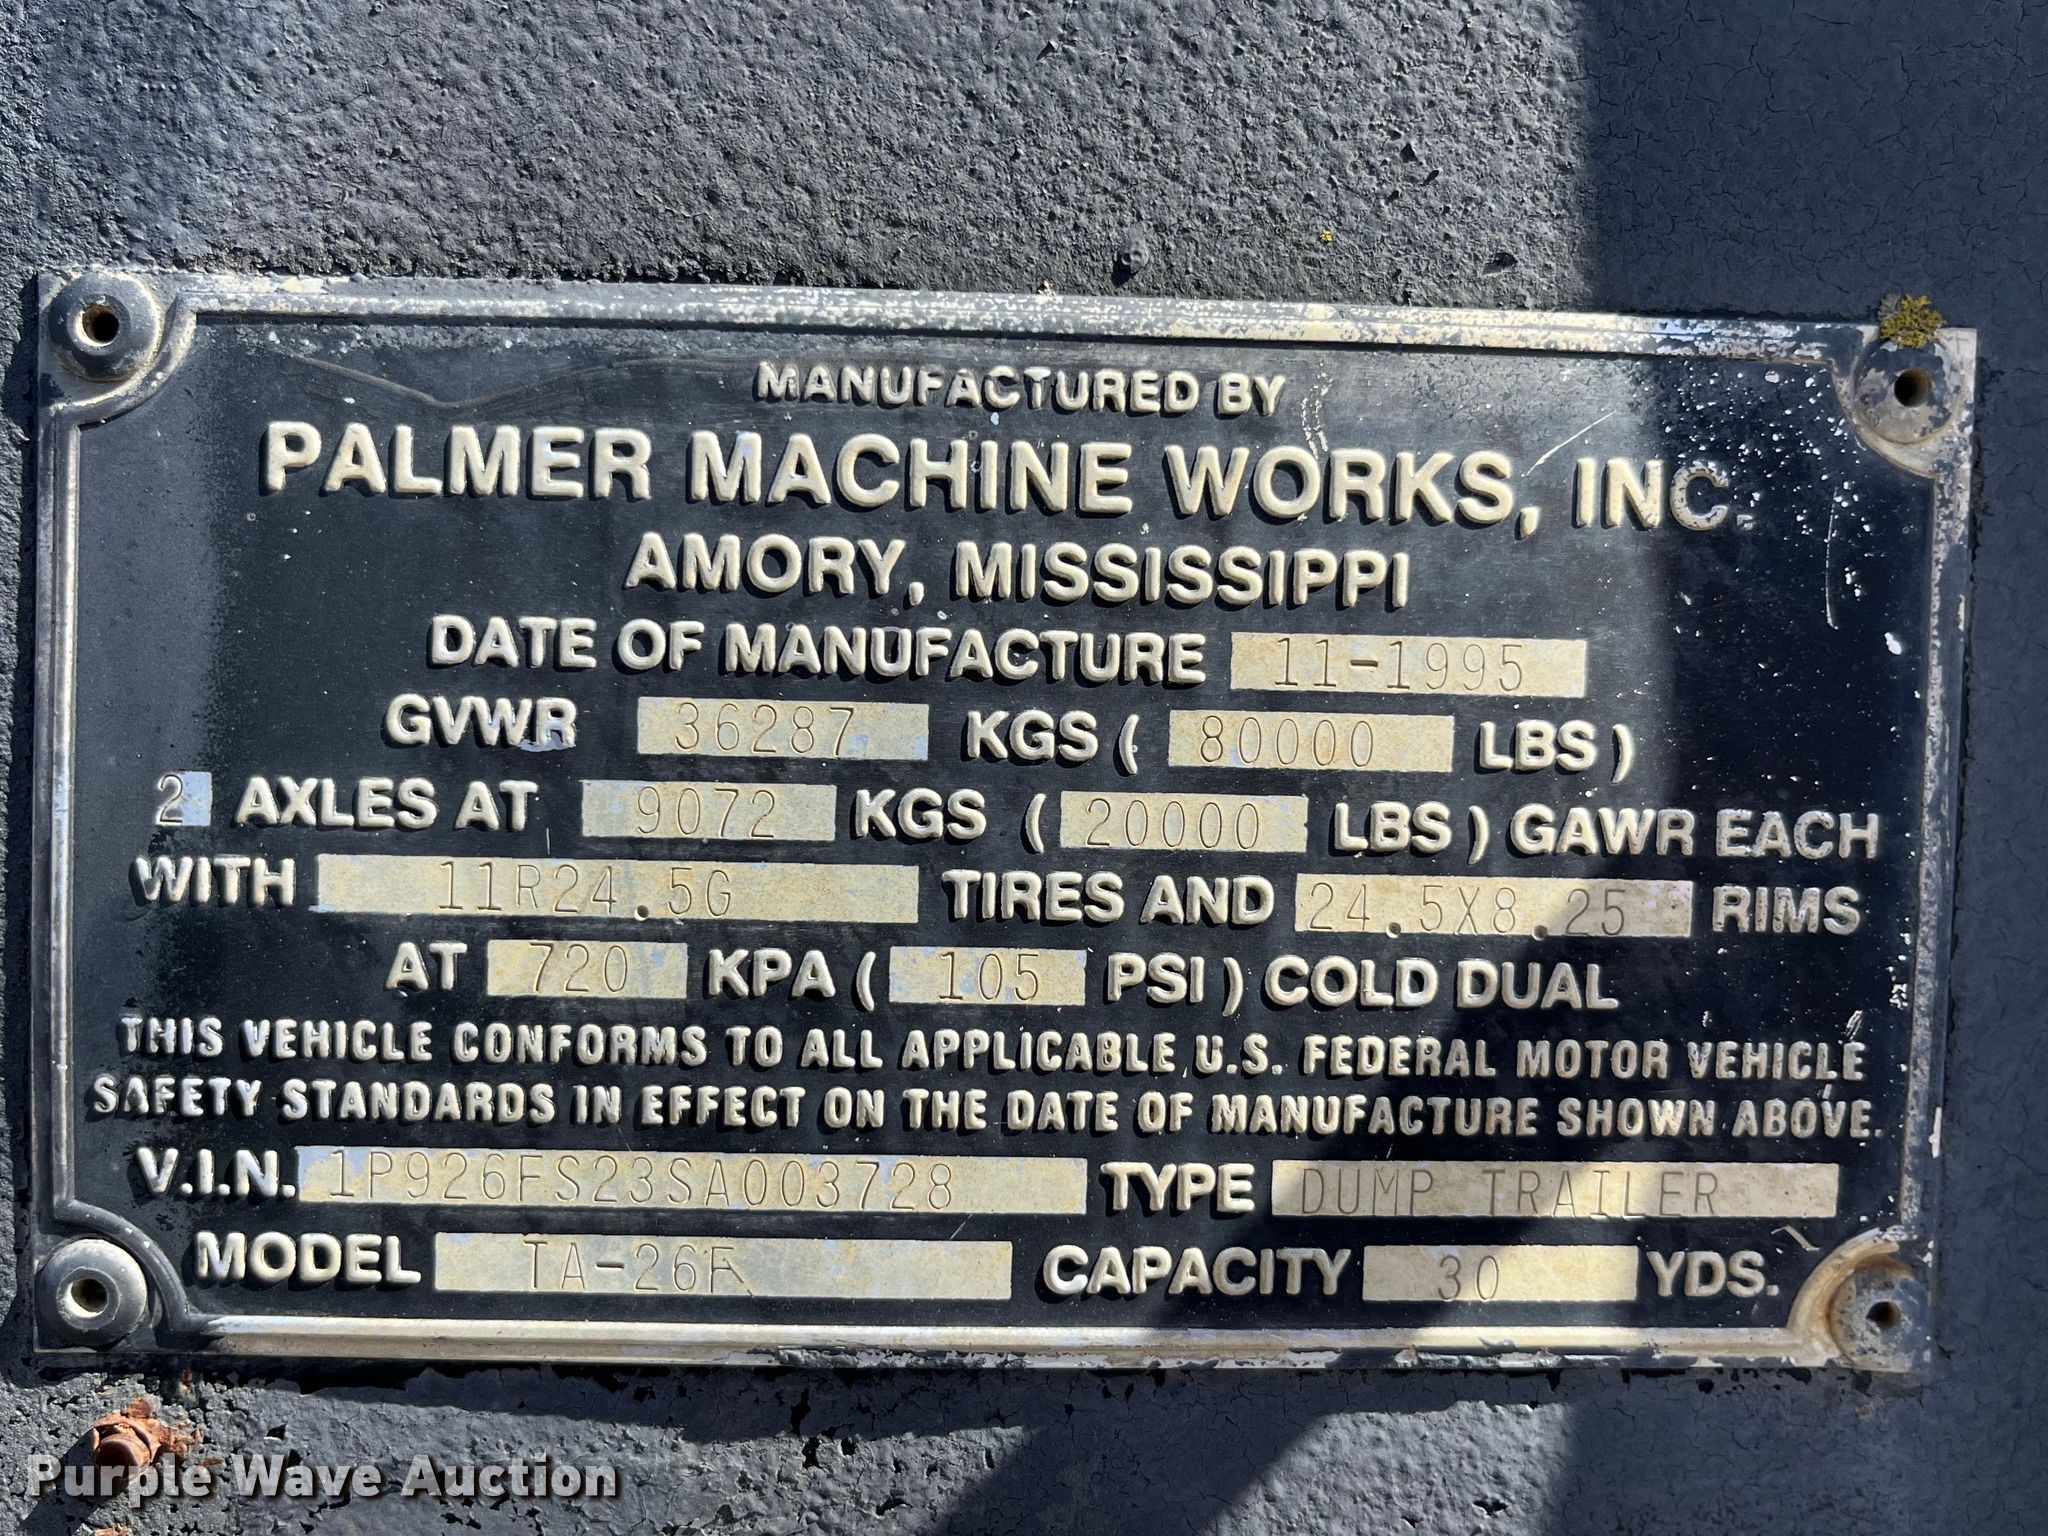 MANUFACTURED BY
PALMER MACHINE WORKS, INC.
AMORY, MISSISSIPPI
DATE OF MANUFACTURE 11-1995
GVWR 36287 KGS ( 80000 LBS )
2 AXLES AT 9072 KGS ( 20000 LBS ) GAWR EACH
WITH 11R24.5G TIRES AND 24.5X8.25 RIMS
AT 720 KPA ( 105 PSI ) COLD DUAL
THIS VEHICLE CONFORMS TO ALL APPLICABLE U.S. FEDERAL MOTOR VEHICLE
SAFETY STANDARDS IN EFFECT ON THE DATE OF MANUFACTURE SHOWN ABOVE.
V.I.N. 1P926FS23SA003728 TYPE DUMP TRAILER
MODEL TA-26F CAPACITY 30 YDS.
Purple Wave Auction